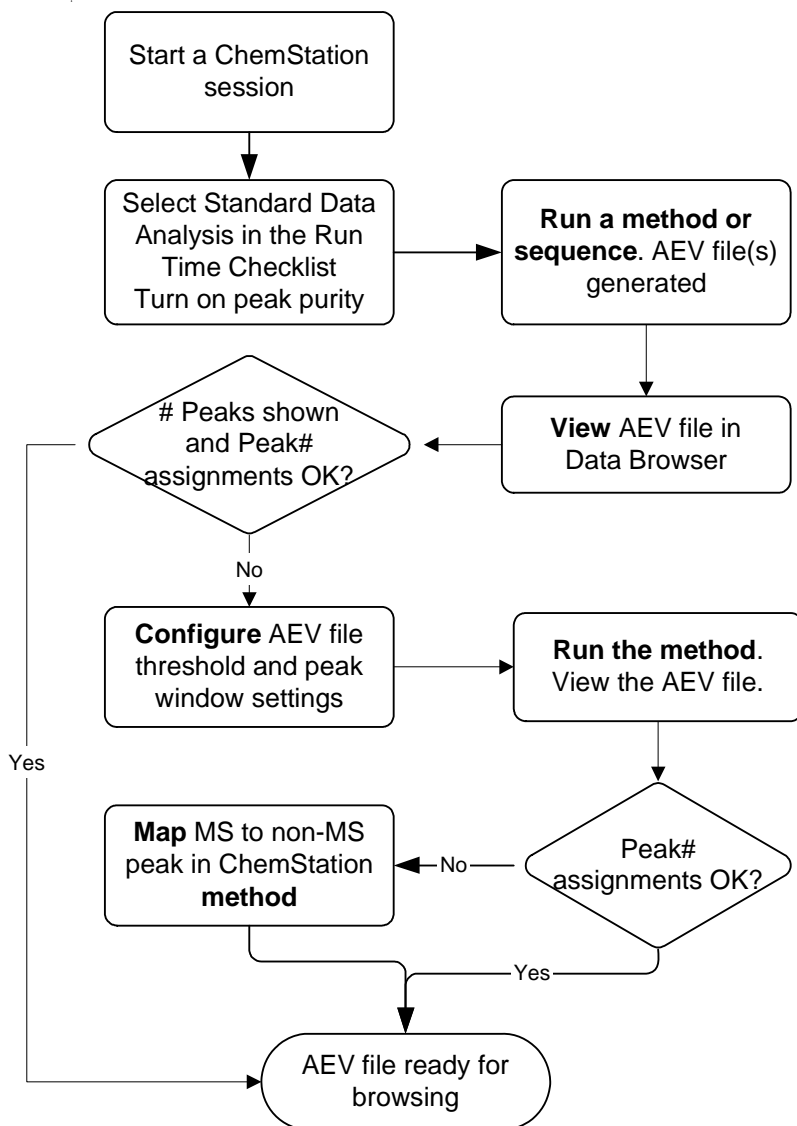 Start a ChemStation
session
Select Standard Data
Analysis in the Run
Time Checklist
Turn on peak purity
Run a method or
sequence. AEV file(s)
generated
View AEV file in
Data Browser
# Peaks shown
and Peak#
assignments OK?
No
Configure AEV file
threshold and peak
window settings
Run the method.
View the AEV file.
Yes
Peak#
assignments OK?
No
Map MS to non-MS
peak in ChemStation
method
Yes
AEV file ready for
browsing